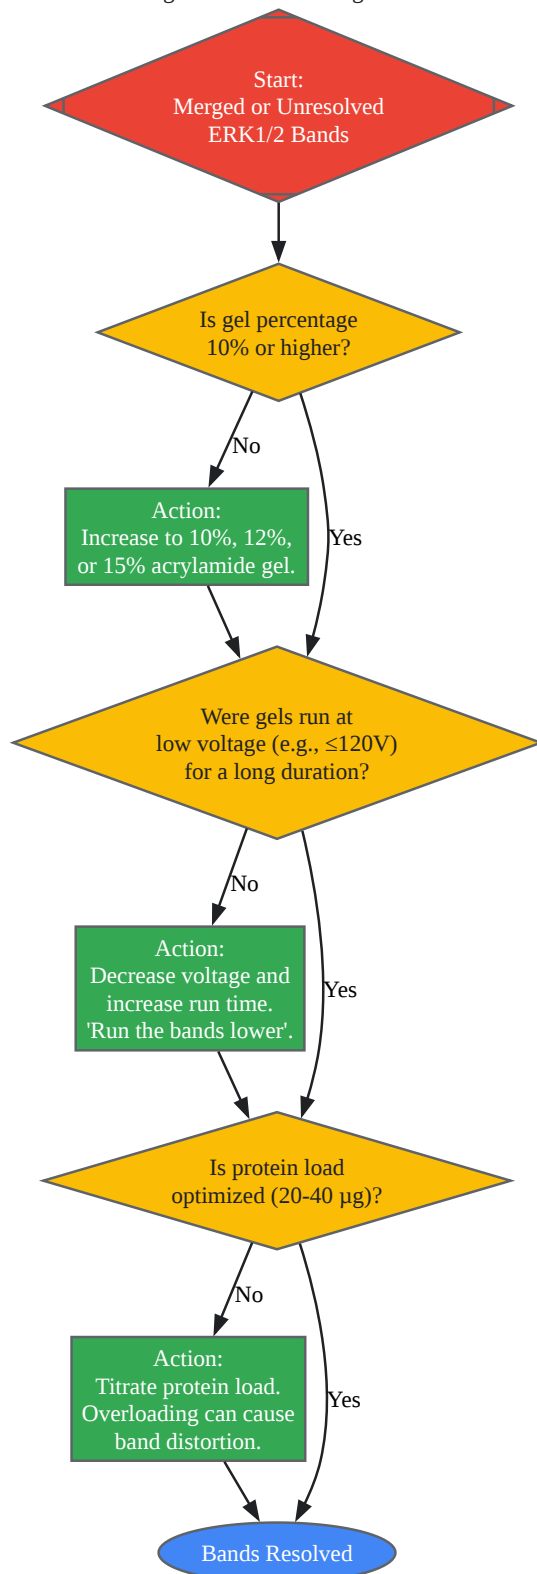 Start:
Merged or Unresolved
ERK1/2 Bands
Is gel percentage
10% or higher?
No
Action:
Increase to 10%, 12%,
or 15% acrylamide gel.
Yes
Were gels run at
low voltage (e.g., ≤120V)
for a long duration?
No
Action:
Decrease voltage and
increase run time.
'Run the bands lower'.
Yes
Is protein load
optimized (20-40 µg)?
No
Action:
Titrate protein load.
Overloading can cause
band distortion.
Yes
Bands Resolved